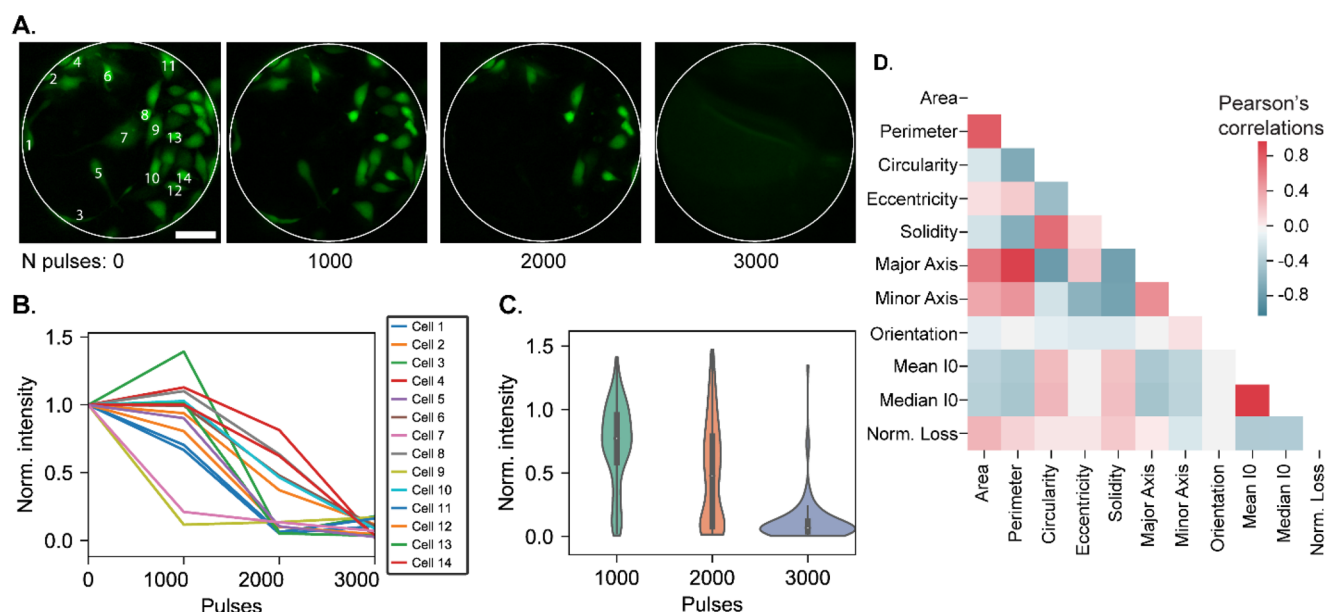 A.
4
11
2
6
8
9
7
13
1
5
10
14
12
3
N pulses: 0
1000
2000
3000
B.
1.5
1.0
0.5
0.0
Norm. intensity
0
1000
2000
3000
Pulses
Cell 1
Cell 2
Cell 3
Cell 4
Cell 5
Cell 6
Cell 7
Cell 8
Cell 9
Cell 10
Cell 11
Cell 12
Cell 13
Cell 14
C.
1.5
1.0
0.5
0.0
Norm. intensity
1000
2000
3000
Pulses
D.
Area
Perimeter
Circularity
Eccentricity
Solidity
Major Axis
Minor Axis
Orientation
Mean I0
Median I0
Norm. Loss
Area
Perimeter
Circularity
Eccentricity
Solidity
Major Axis
Minor Axis
Orientation
Mean I0
Median I0
Norm. Loss
Pearson's
correlations
0.8
0.4
0.0
-0.4
-0.8